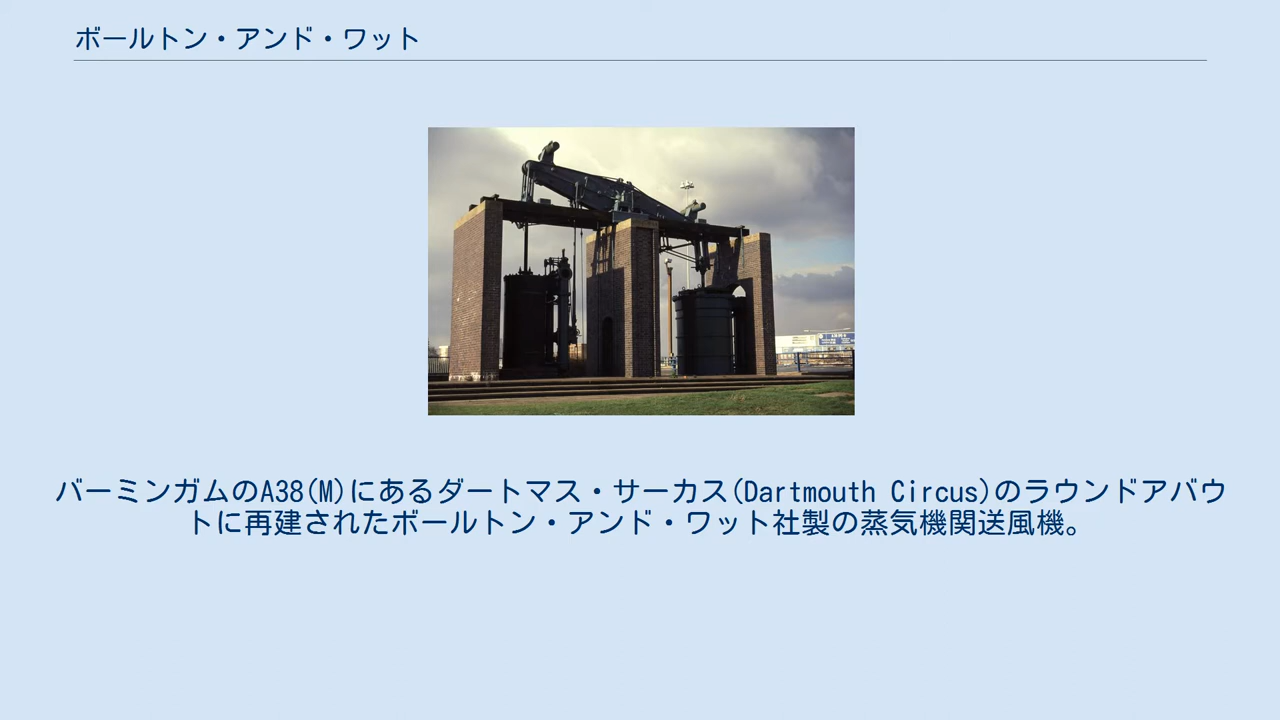 ボールトン・アンド・ワット
バーミンガムのA38(M)にあるダートマス・サーカス(Dartmouth Circus)のラウンドアバウ
トに再建されたボールトン・アンド・ワット社製の蒸気機関送風機。